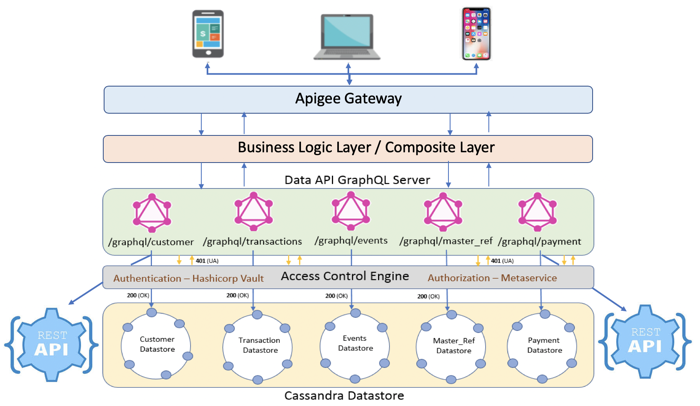 $
Apigee Gateway
Business Logic Layer / Composite Layer
Data API GraphQL Server
/graphql/customer
/graphql/transactions
/graphql/events
/graphql/master_ref
/graphql/payment
401 (UA)
401 (UA)
Authentication – Hashicorp Vault
Access Control Engine
Authorization – Metaservice
200 (OK)
200 (OK)
200 (OK)
200 (OK)
REST
API
Customer
Datastore
Transaction
Datastore
Events
Datastore
Master_Ref
Datastore
Payment
Datastore
REST
API
Cassandra Datastore